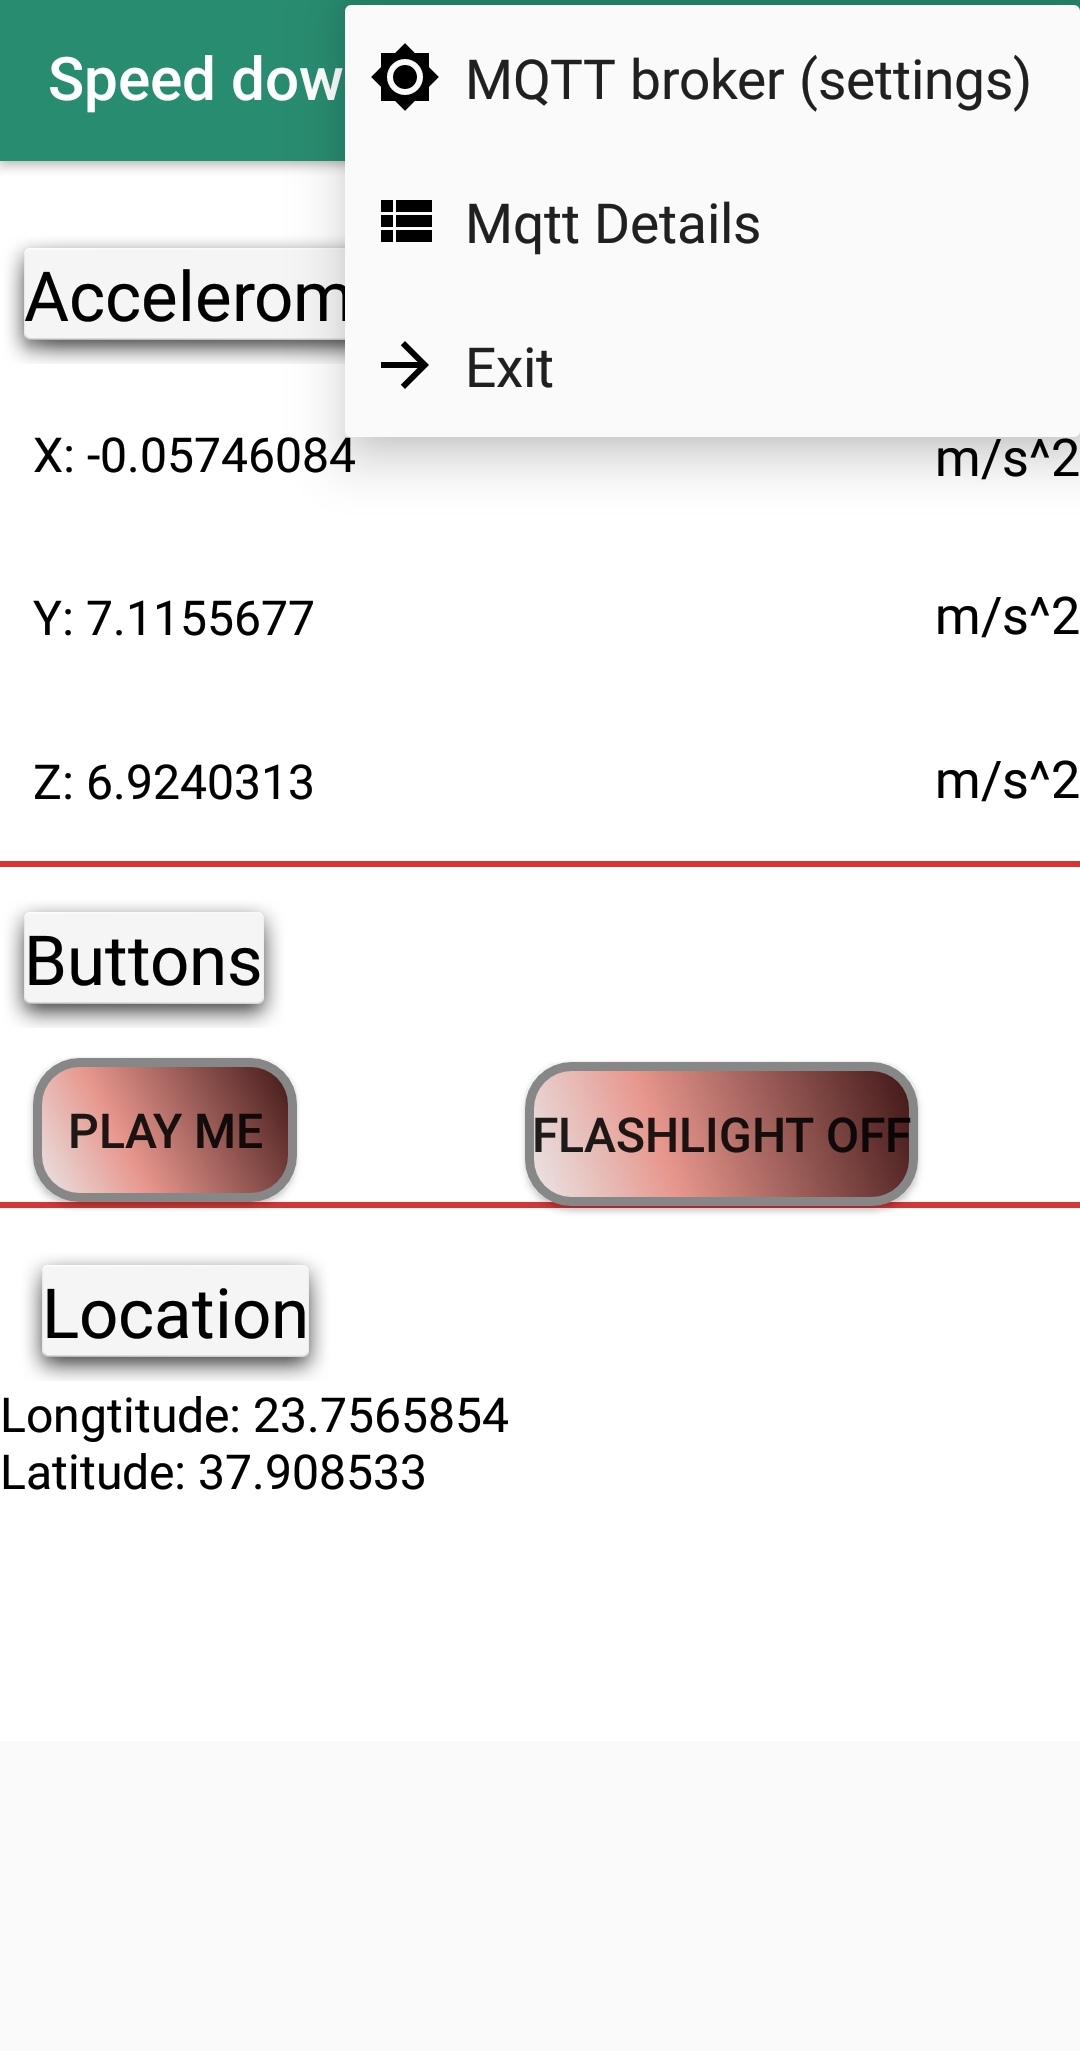 Speed dow
MQTT broker (settings)
Mqtt Details
Exit
Accelerom
X: -0.05746084 m/s^2
Y: 7.1155677 m/s^2
Z: 6.9240313 m/s^2
Buttons
PLAY ME FLASHLIGHT OFF
Location
Longtitude: 23.7565854
Latitude: 37.908533